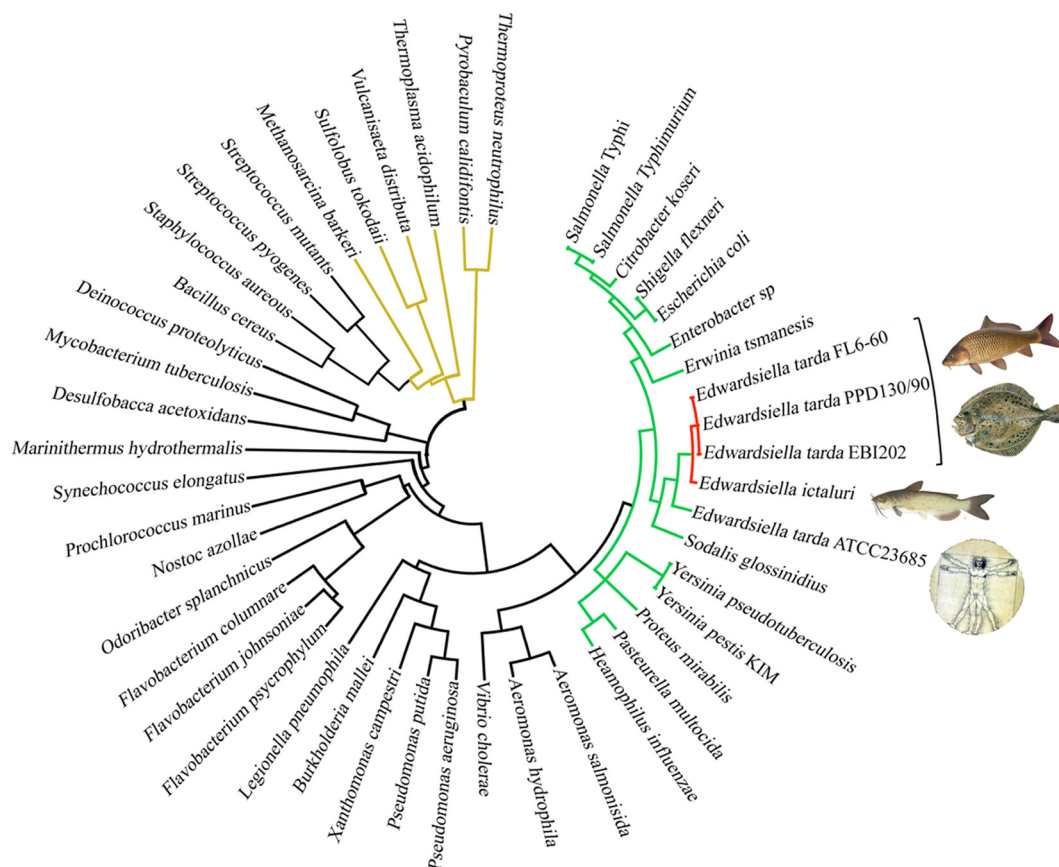 Thermoproteus neutrophilus
Pyrobaculum calidifontis
Thermoplasma acidophilum
Vulcanisaeta distributa
Sulfolobus tokodaii
Methanosarcina barkeri
Streptococcus mutants
Streptococcus pyogenes
Staphylococcus aureous
Bacillus cereus
Deinococcus proteolyticus
Mycobacterium tuberculosis
Desulfobacca acetoxidans
Marinithermus hydrothermalis
Synechococcus elongatus
Prochlorococcus marinus
Nostoc azollae
Odoribacter splanchnicus
Flavobacterium columnare
Flavobacterium johnsoniae
Flavobacterium psycrophylum
Legionella pneumophila
Burkholderia mallei
Xanthomonas campestri
Pseudomonas putida
Pseudomonas aeruginosa
Vibrio cholerae
Aeromonas hydrophila
Aeromonas salmonisida
Heamophilus influenzae
Pasteurella multocida
Proteus mirabilis
Yersinia pestis KIM
Yersinia pseudotuberculosis
Sodalis glossinidius
Edwardsiella tarda ATCC23685
Edwardsiella ictaluri
Edwardsiella tarda EBI202
Edwardsiella tarda PPD130/90
Edwardsiella tarda FL6-60
Erwinia tsmanesis
Enterobacter sp
Escherichia coli
Shigella flexneri
Citrobacter koseri
Salmonella Typhimurium
Salmonella Typhi